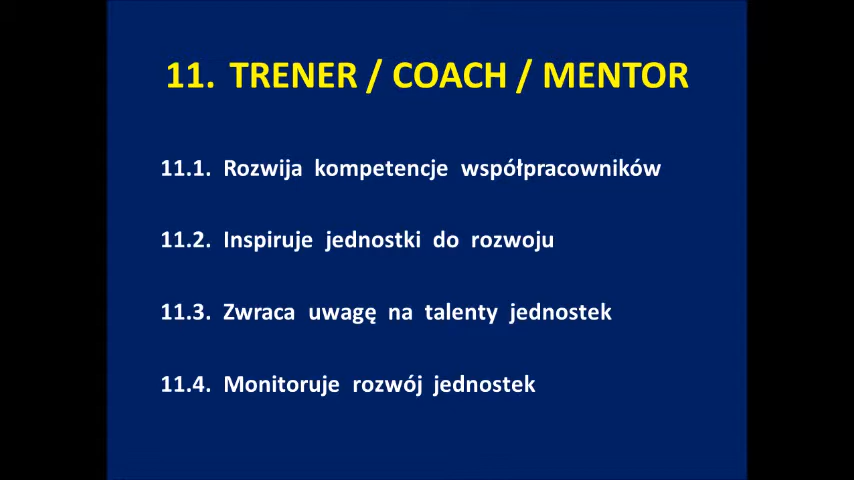 11. TRENER / COACH / MENTOR
11.1. Rozwija kompetencje współpracowników
11.2. Inspiruje jednostki do rozwoju
11.3. Zwraca uwagę na talenty jednostek
11.4. Monitoruje rozwój jednostek